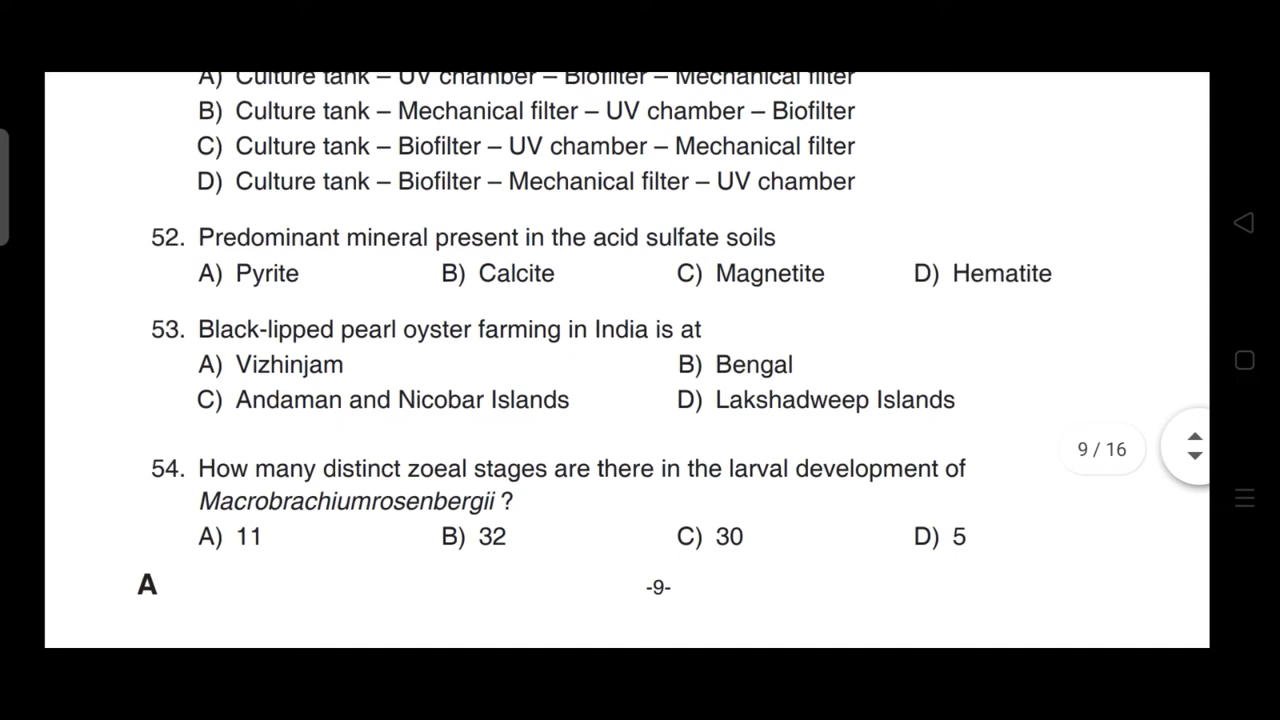 A) Culture tank – UV chamber – Biofilter – Mechanical filter
B) Culture tank – Mechanical filter – UV chamber – Biofilter
C) Culture tank – Biofilter – UV chamber – Mechanical filter
D) Culture tank – Biofilter – Mechanical filter – UV chamber
52. Predominant mineral present in the acid sulfate soils
A) Pyrite B) Calcite C) Magnetite D) Hematite
53. Black-lipped pearl oyster farming in India is at
A) Vizhinjam B) Bengal
C) Andaman and Nicobar Islands D) Lakshadweep Islands
9 / 16
54. How many distinct zoeal stages are there in the larval development of
Macrobrachiumrosenbergii ?
A) 11 B) 32 C) 30 D) 5
A -9-